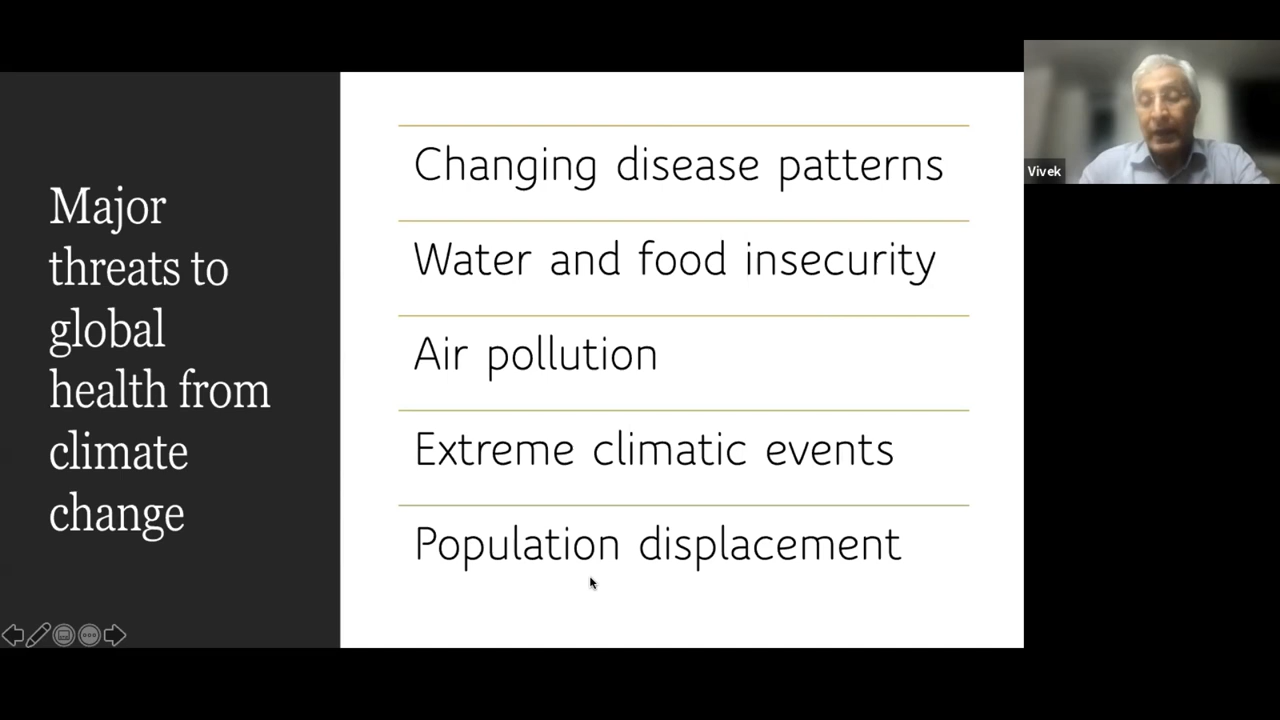 Major
threats to
global
health from
climate
change
Changing disease patterns
Water and food insecurity
Air pollution
Extreme climatic events
Population displacement
Vivek